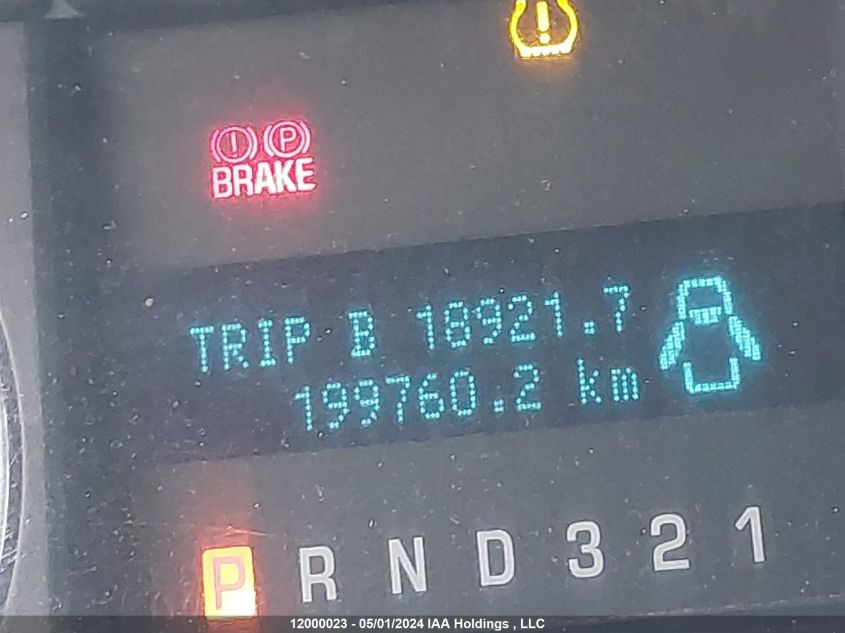 ! 
(!) (P)
BRAKE
TRIP B 18921.7
199760.2 km
P R N D 3 2 1
12000023 - 05/01/2024 IAA Holdings , LLC